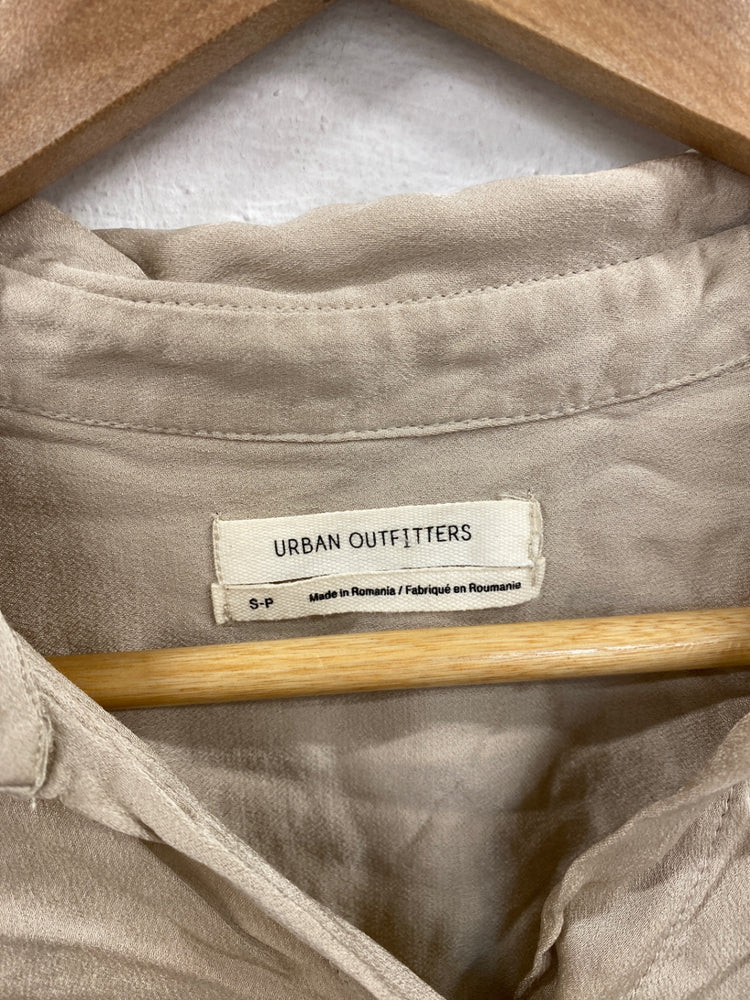 URBAN OUTFITTERS
S-P Made in Romania / Fabriqué en Roumanie